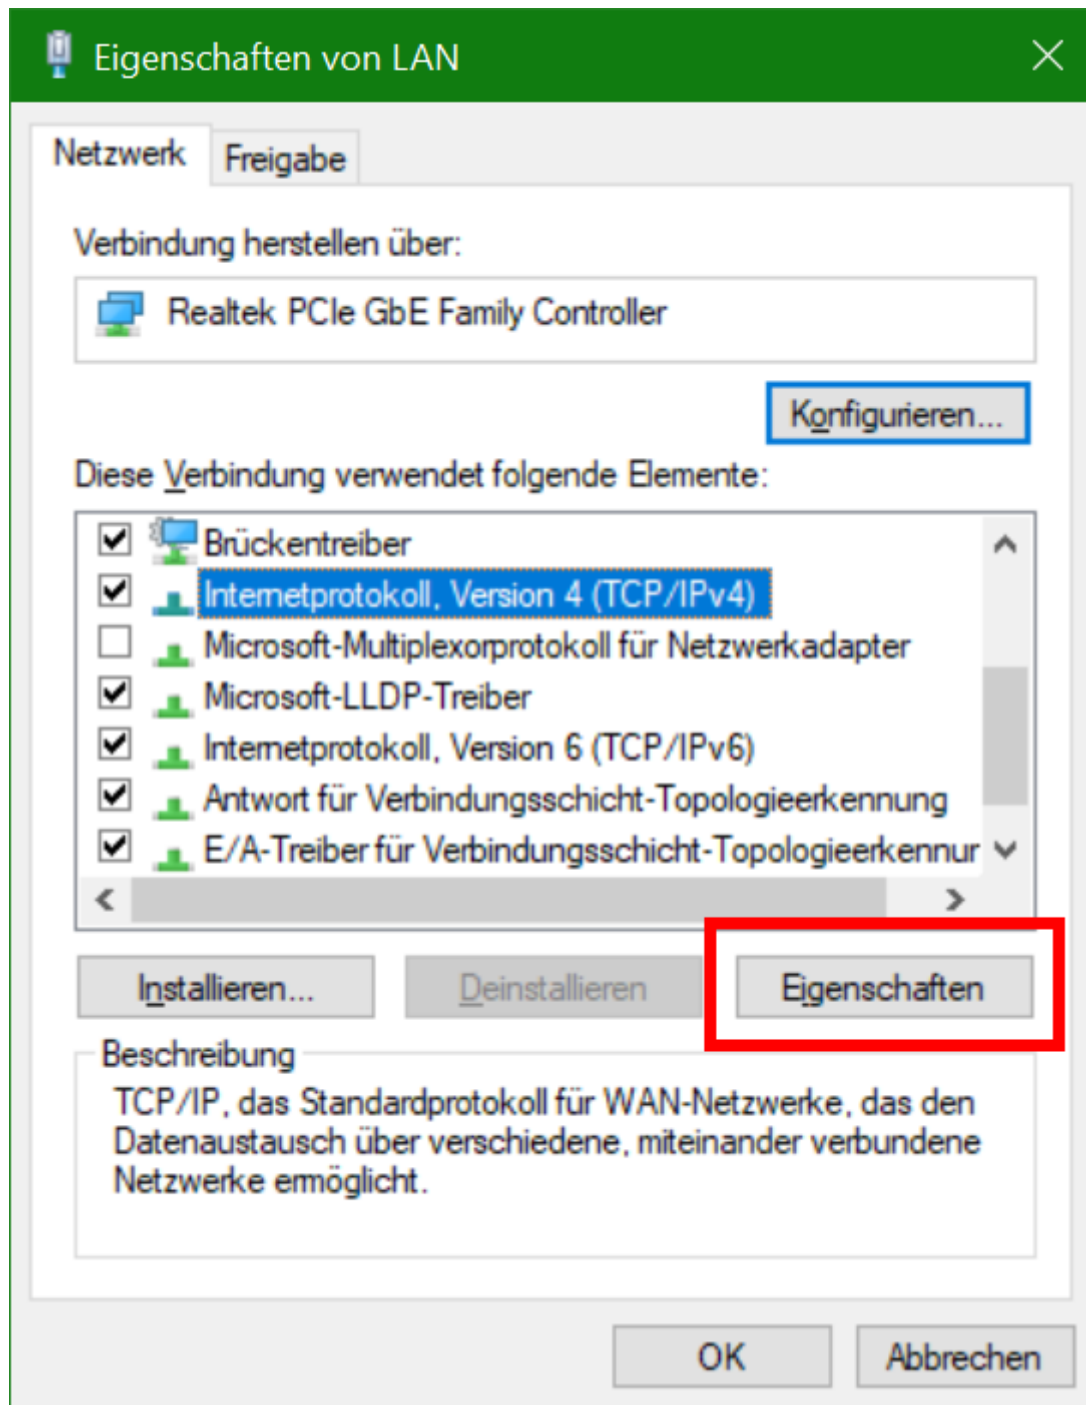 Eigenschaften von LAN
Netzwerk
Freigabe
Verbindung herstellen über:
Realtek PCIe GbE Family Controller
Konfigurieren...
Diese Verbindung verwendet folgende Elemente:
Brückentreiber
Internetprotokoll, Version 4 (TCP/IPv4)
Microsoft-Multiplexorprotokoll für Netzwerkadapter
Microsoft-LLDP-Treiber
Internetprotokoll, Version 6 (TCP/IPv6)
Antwort für Verbindungsschicht-Topologieerkennung
E/A-Treiber für Verbindungsschicht-Topologieerkennur
Installieren...
Deinstallieren
Eigenschaften
Beschreibung
TCP/IP, das Standardprotokoll für WAN-Netzwerke, das den
Datenaustausch über verschiedene, miteinander verbundene
Netzwerke ermöglicht.
OK
Abbrechen